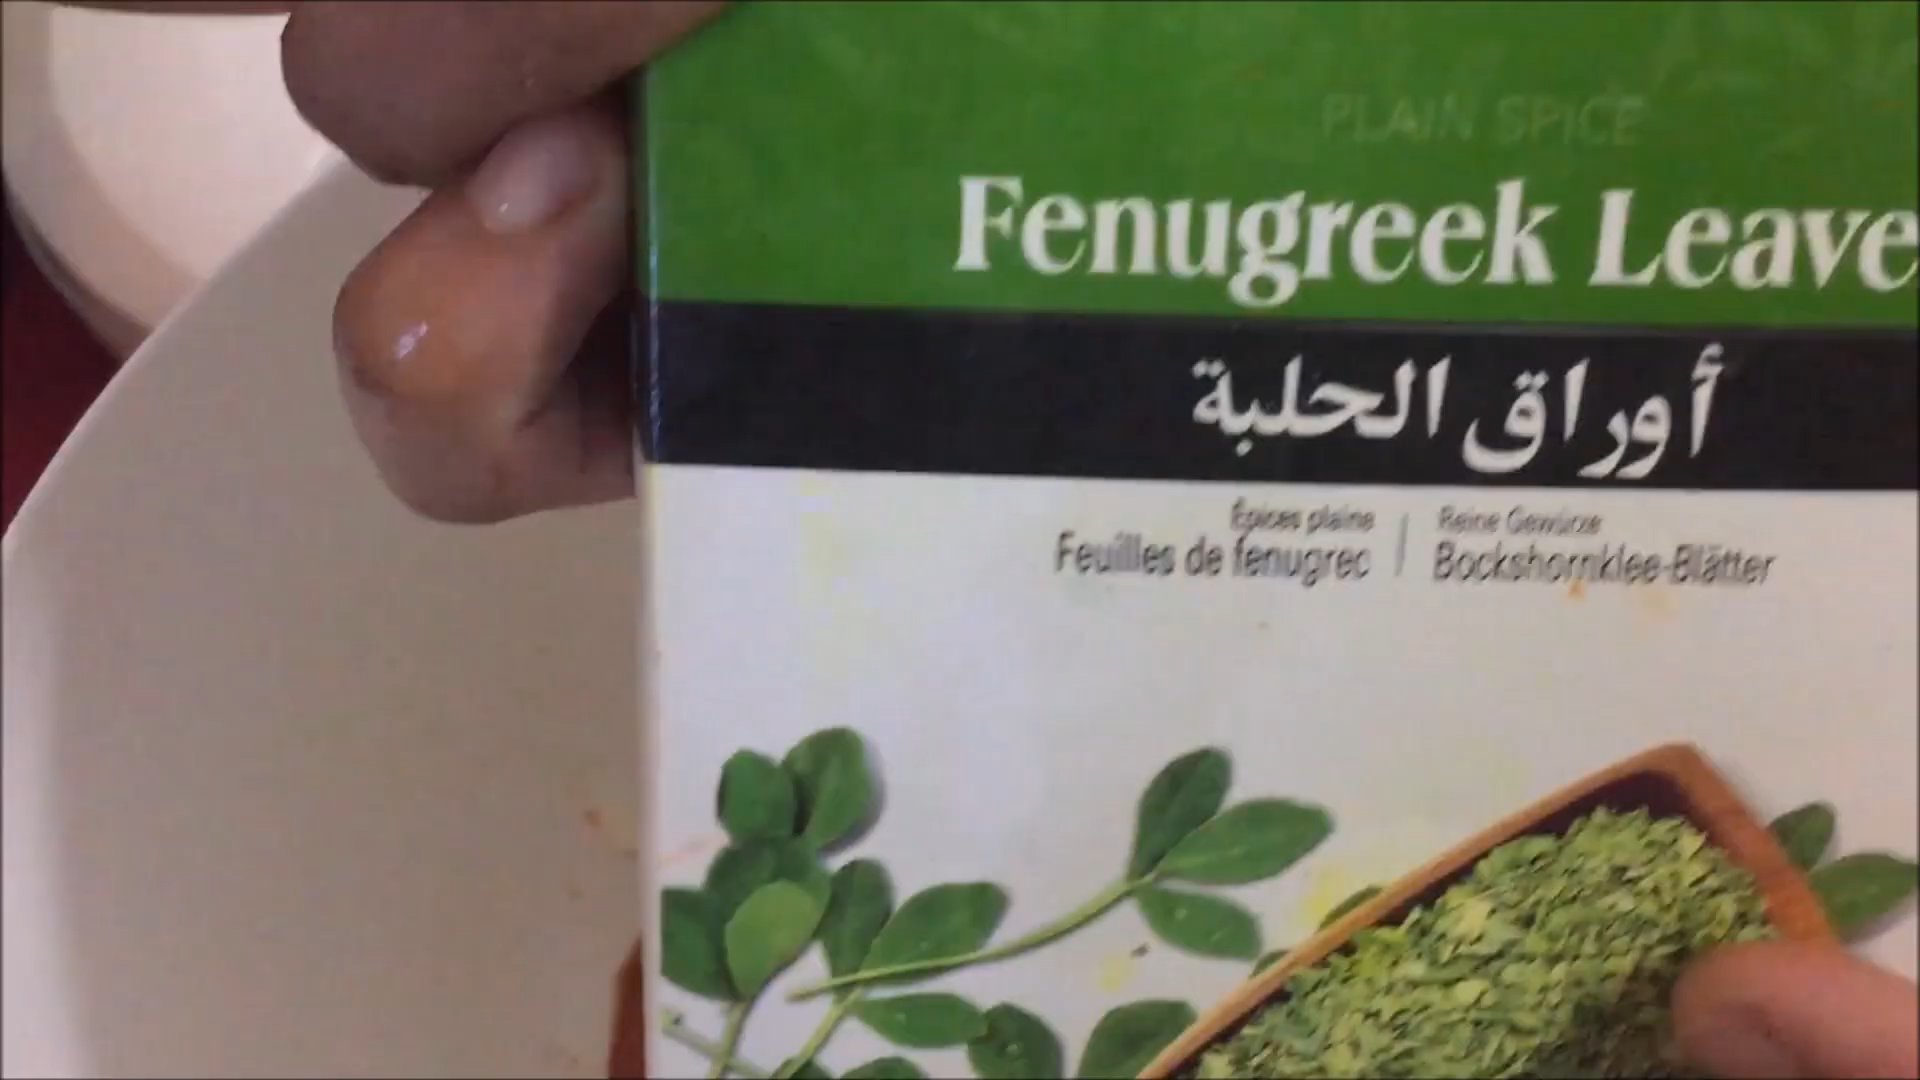 PLAIN SPICE
Fenugreek Leave
أوراق الحلبة
Épices plaine
Feuilles de fenugrec
Reine Gewürze
Bockshornklee-Blätter